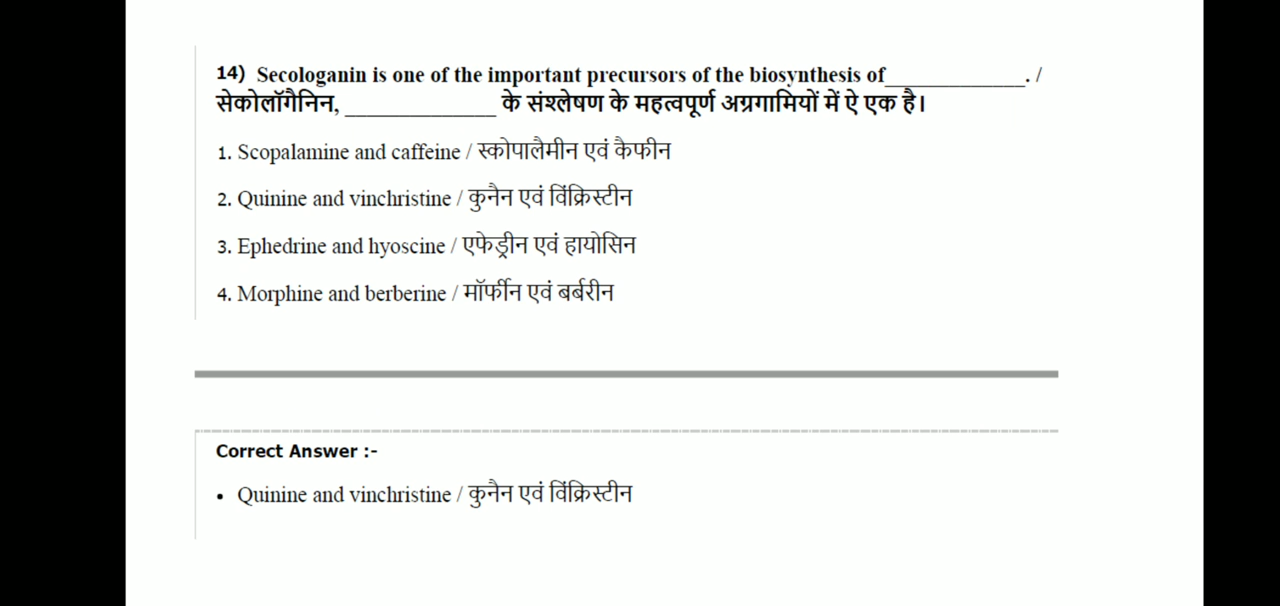 14) Secologanin is one of the important precursors of the biosynthesis of_____________. /
सेकोलॉगैनिन, ______________ के संश्लेषण के महत्वपूर्ण अग्रगामियों में ऐ एक है।
1. Scopalamine and caffeine / स्कोपालैमीन एवं कैफीन
2. Quinine and vinchristine / कुनैन एवं विंक्रिस्टीन
3. Ephedrine and hyoscine / एफेड्रीन एवं हायोसिन
4. Morphine and berberine / मॉर्फीन एवं बर्बरीन
Correct Answer :-
• Quinine and vinchristine / कुनैन एवं विंक्रिस्टीन